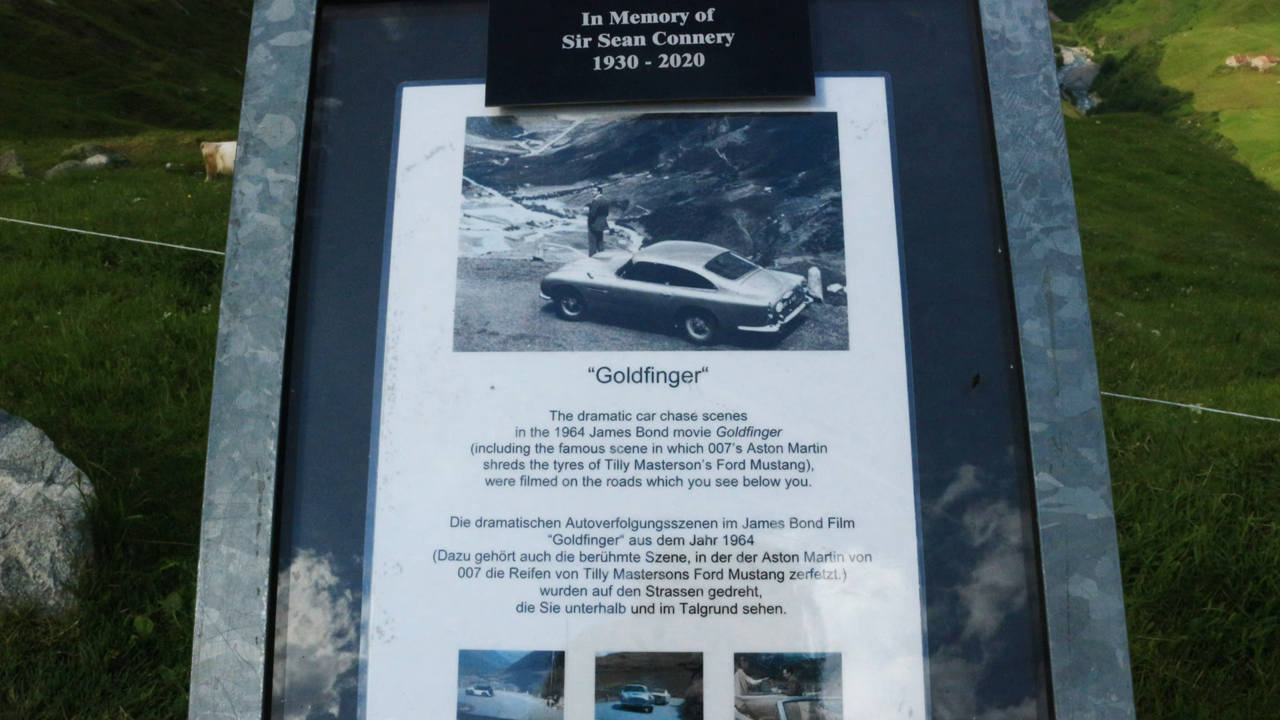 In Memory of
Sir Sean Connery
1930 - 2020
“Goldfinger“
The dramatic car chase scenes
in the 1964 James Bond movie Goldfinger
(including the famous scene in which 007's Aston Martin
shreds the tyres of Tilly Masterson's Ford Mustang),
were filmed on the roads which you see below you.
Die dramatischen Autoverfolgungsszenen im James Bond Film
“Goldfinger“ aus dem Jahr 1964
(Dazu gehört auch die berühmte Szene, in der der Aston Martin von
007 die Reifen von Tilly Mastersons Ford Mustang zerfetzt.)
wurden auf den Strassen gedreht,
die Sie unterhalb und im Talgrund sehen.